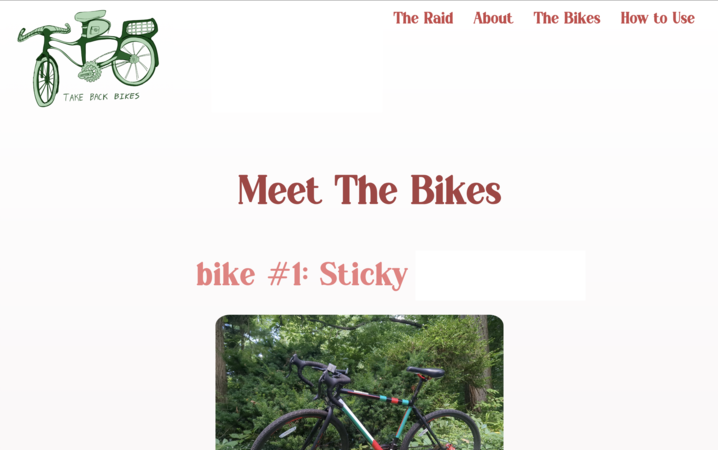 The Raid About The Bikes How to Use
TAKE BACK BIKES
Meet The Bikes
bike #1: Sticky